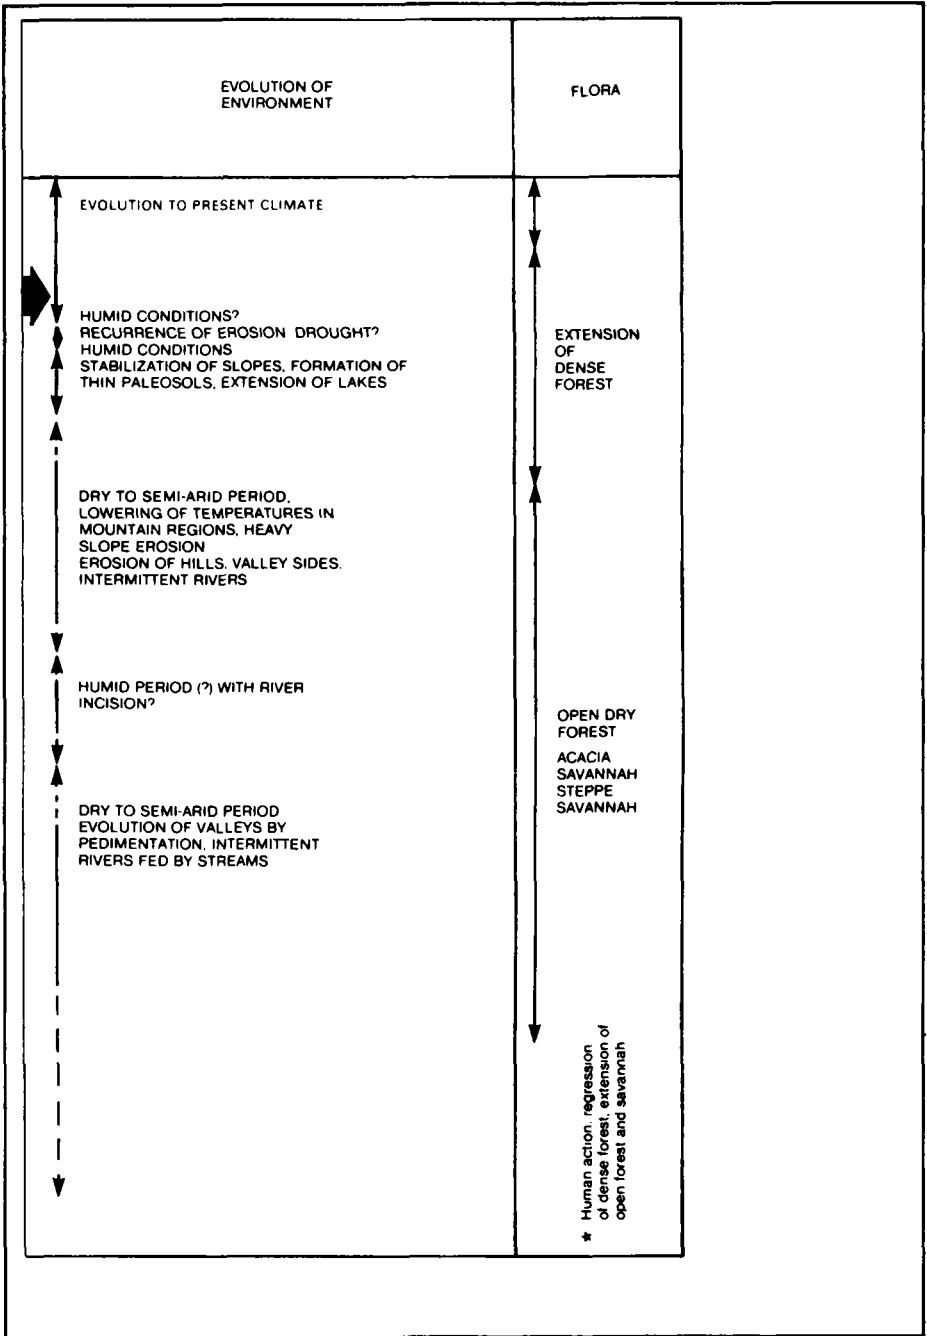 EVOLUTION OF
ENVIRONMENT
FLORA
EVOLUTION TO PRESENT CLIMATE
HUMID CONDITIONS?
RECURRENCE OF EROSION DROUGHT?
HUMID CONDITIONS
STABILIZATION OF SLOPES, FORMATION OF
THIN PALEOSOLS, EXTENSION OF LAKES
EXTENSION
OF
DENSE
FOREST
DRY TO SEMI-ARID PERIOD,
LOWERING OF TEMPERATURES IN
MOUNTAIN REGIONS, HEAVY
SLOPE EROSION
EROSION OF HILLS, VALLEY SIDES.
INTERMITTENT RIVERS
HUMID PERIOD (?) WITH RIVER
INCISION?
OPEN DRY
FOREST
ACACIA
SAVANNAH
STEPPE
SAVANNAH
DRY TO SEMI-ARID PERIOD
EVOLUTION OF VALLEYS BY
PEDIMENTATION, INTERMITTENT
RIVERS FED BY STREAMS
★ Human action. regression
of dense forest, extension of
open forest and savannah